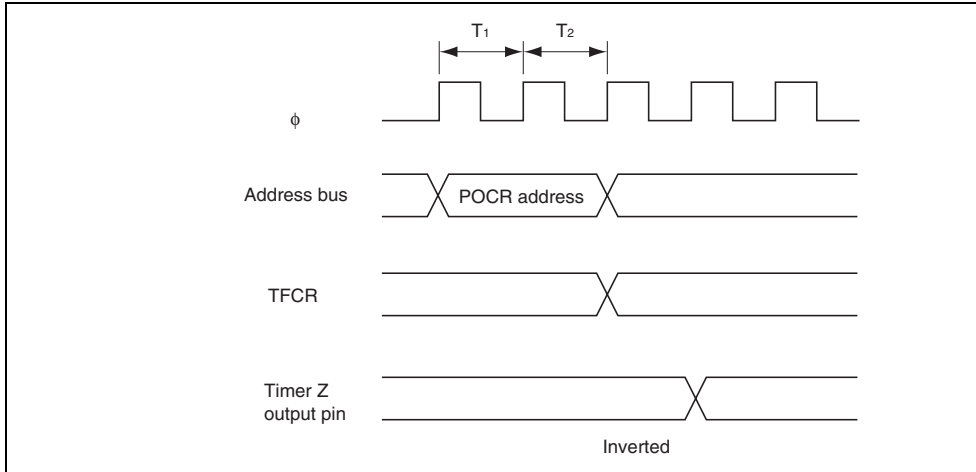 T1 T2
φ
Address bus
POCR address
TFCR
Timer Z
output pin
Inverted